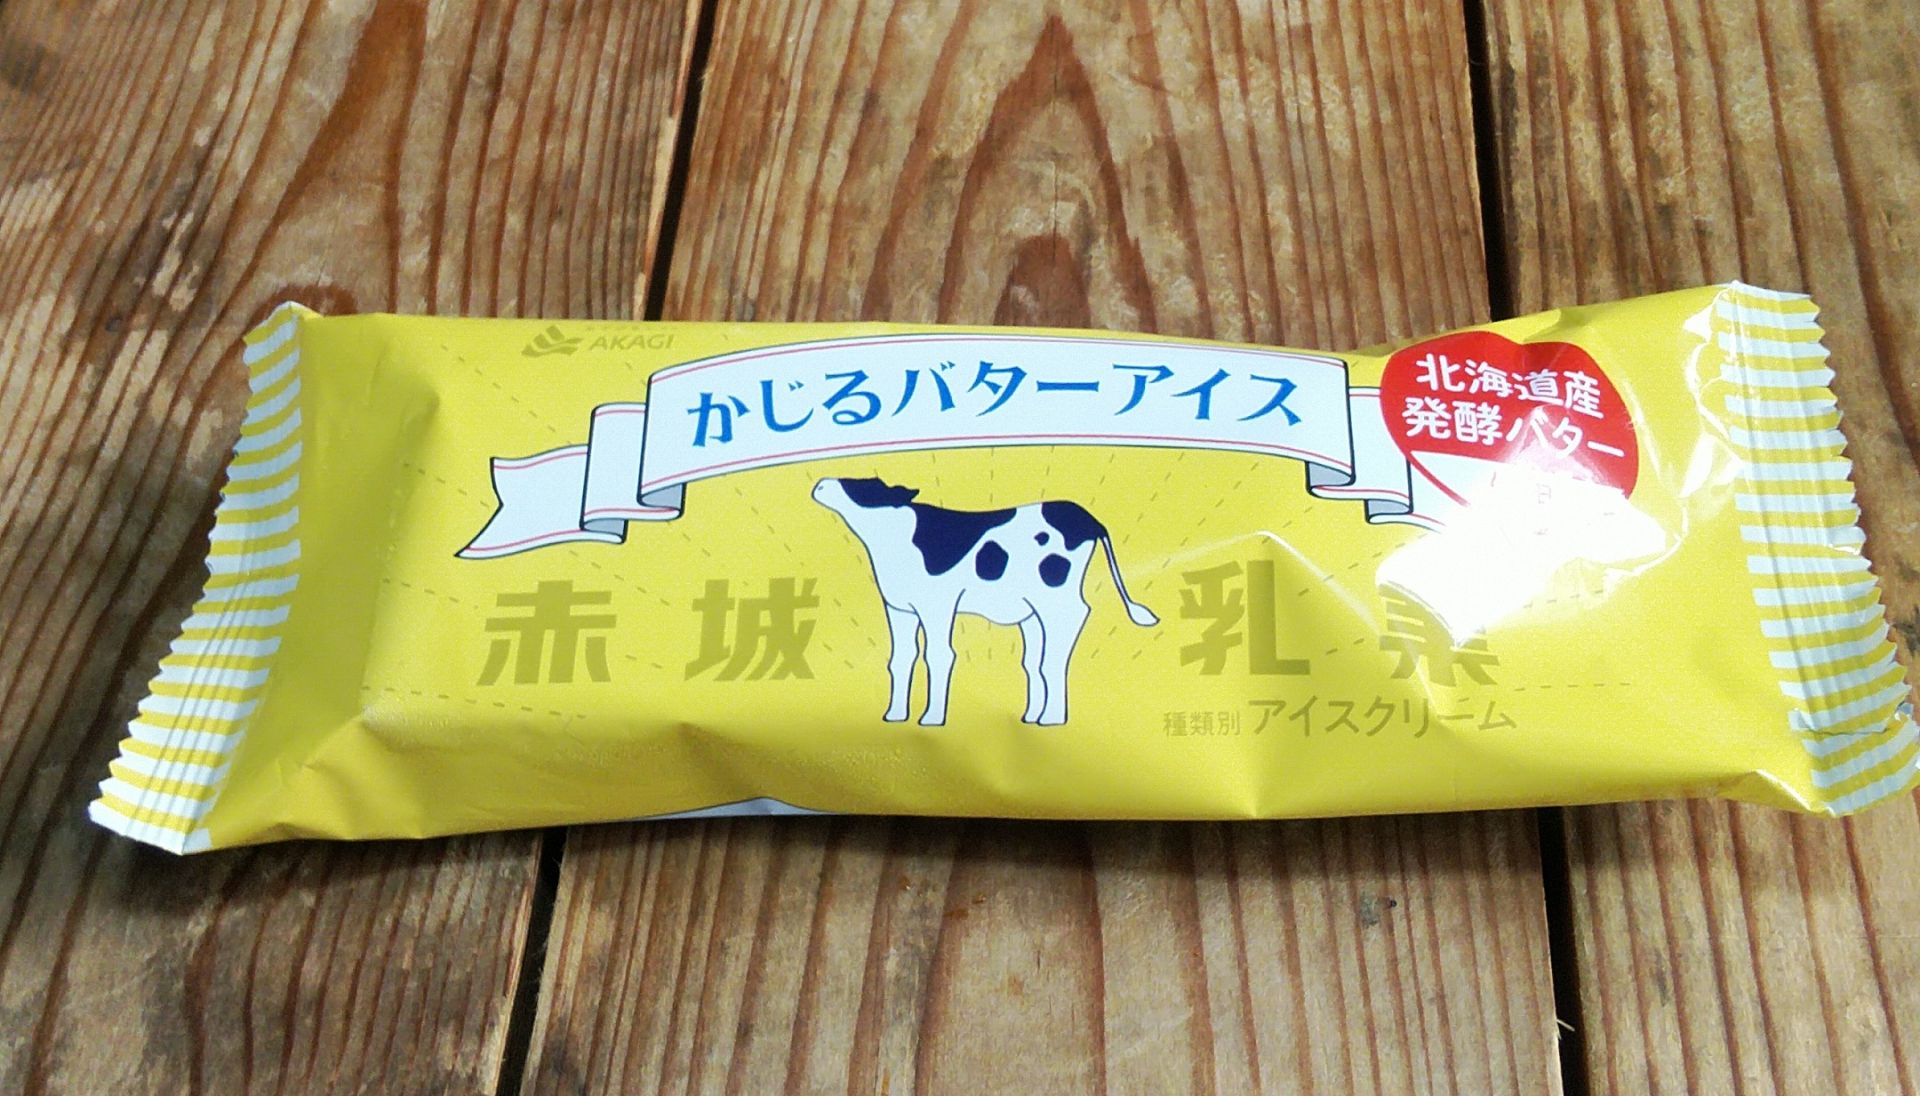 AKAGI
かじるバターアイス
北海道産
発酵バター
赤城乳業
種類別 アイスクリーム